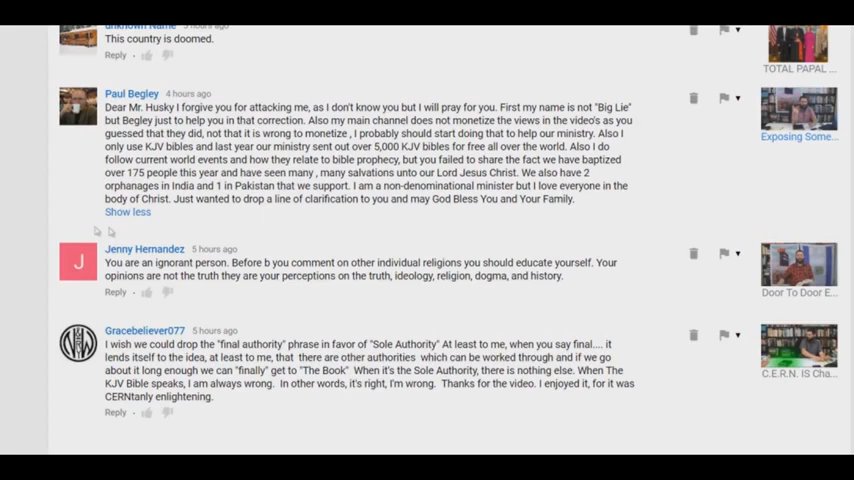 unknown Name 5 hours ago
This country is doomed.
Reply
TOTAL PAPAL ...
Paul Begley 4 hours ago
Dear Mr. Husky I forgive you for attacking me, as I don't know you but I will pray for you. First my name is not "Big Lie"
but Begley just to help you in that correction. Also my main channel does not monetize the views in the video's as you
guessed that they did, not that it is wrong to monetize , I probably should start doing that to help our ministry. Also I
only use KJV bibles and last year our ministry sent out over 5,000 KJV bibles for free all over the world. Also I do
follow current world events and how they relate to bible prophecy, but you failed to share the fact we have baptized
over 175 people this year and have seen many , many salvations unto our Lord Jesus Christ. We also have 2
orphanages in India and 1 in Pakistan that we support. I am a non-denominational minister but I love everyone in the
body of Christ. Just wanted to drop a line of clarification to you and may God Bless You and Your Family.
Show less
Exposing Some...
Jenny Hernandez 5 hours ago
J
You are an ignorant person. Before b you comment on other individual religions you should educate yourself. Your
opinions are not the truth they are your perceptions on the truth, ideology, religion, dogma, and history.
Reply
Door To Door E...
Gracebeliever077 5 hours ago
I wish we could drop the "final authority" phrase in favor of "Sole Authority" At least to me, when you say final.... it
lends itself to the idea, at least to me, that there are other authorities which can be worked through and if we go
about it long enough we can "finally" get to "The Book" When it's the Sole Authority, there is nothing else. When The
KJV Bible speaks, I am always wrong. In other words, it's right, I'm wrong. Thanks for the video. I enjoyed it, for it was
CERNtanly enlightening.
Reply
C.E.R.N. IS Cha...